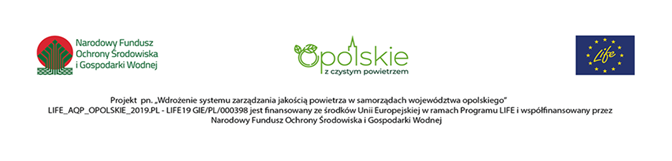 Narodowy Fundusz
Ochrony Środowiska
i Gospodarki Wodnej
Opolskie
z czystym powietrzem
Life
Projekt pn. „Wdrożenie systemu zarządzania jakością powietrza w samorządach województwa opolskiego”
LIFE_AQP_OPOLSKIE_2019.PL - LIFE19 GIE/PL/000398 jest finansowany ze środków Unii Europejskiej w ramach Programu LIFE i współfinansowany przez
Narodowy Fundusz Ochrony Środowiska i Gospodarki Wodnej